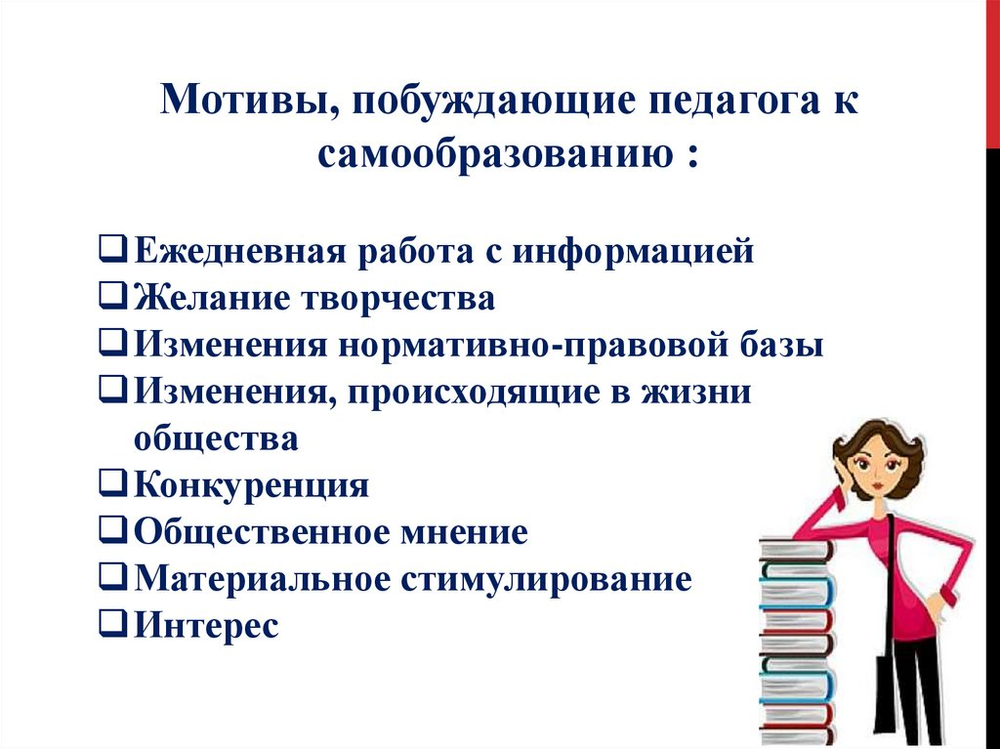 Мотивы, побуждающие педагога к
самообразованию :
Ежедневная работа с информацией
Желание творчества
Изменения нормативно-правовой базы
Изменения, происходящие в жизни
общества
Конкуренция
Общественное мнение
Материальное стимулирование
Интерес